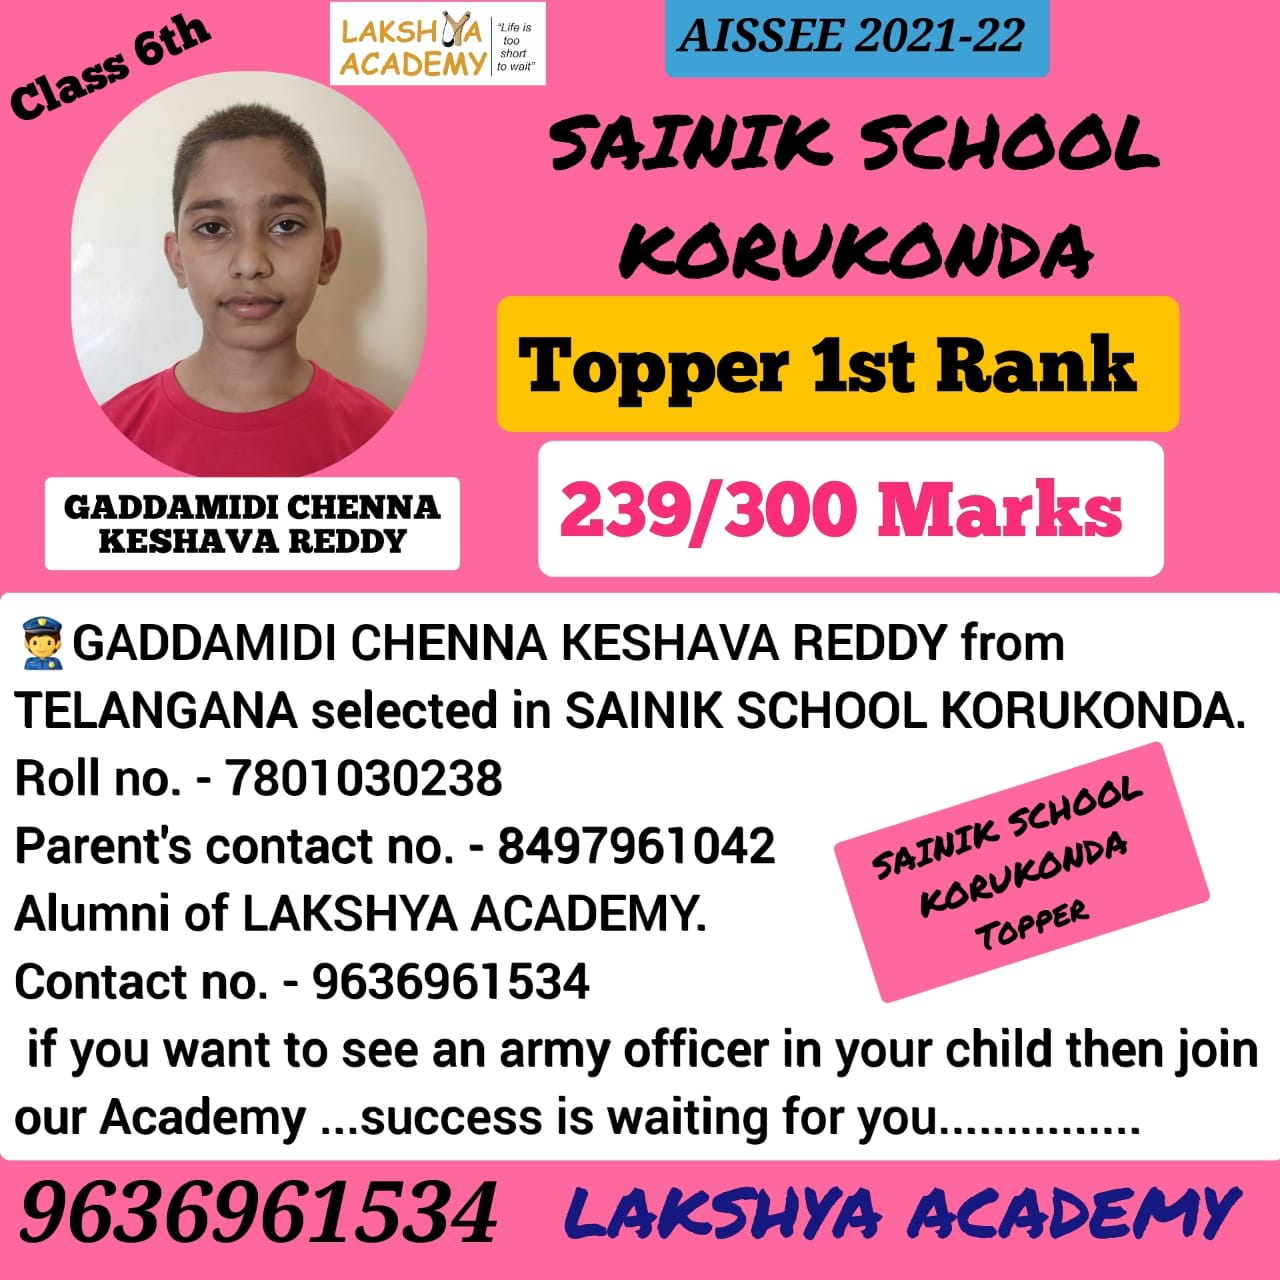 Class 6th
LAKSHYA
ACADEMY
"Life is
too
short
to wait"
AISSEE 2021-22
SAINIK SCHOOL
KORUKONDA
Topper 1st Rank
239/300 Marks
GADDAMIDI CHENNA
KESHAVA REDDY
GADDAMIDI CHENNA KESHAVA REDDY from
TELANGANA selected in SAINIK SCHOOL KORUKONDA.
Roll no. - 7801030238
Parent's contact no. - 8497961042
Alumni of LAKSHYA ACADEMY.
Contact no. - 9636961534
if you want to see an army officer in your child then join
our Academy ...success is waiting for you...............
SAINIK SCHOOL
KORUKONDA
TOPPER
9636961534
LAKSHYA ACADEMY